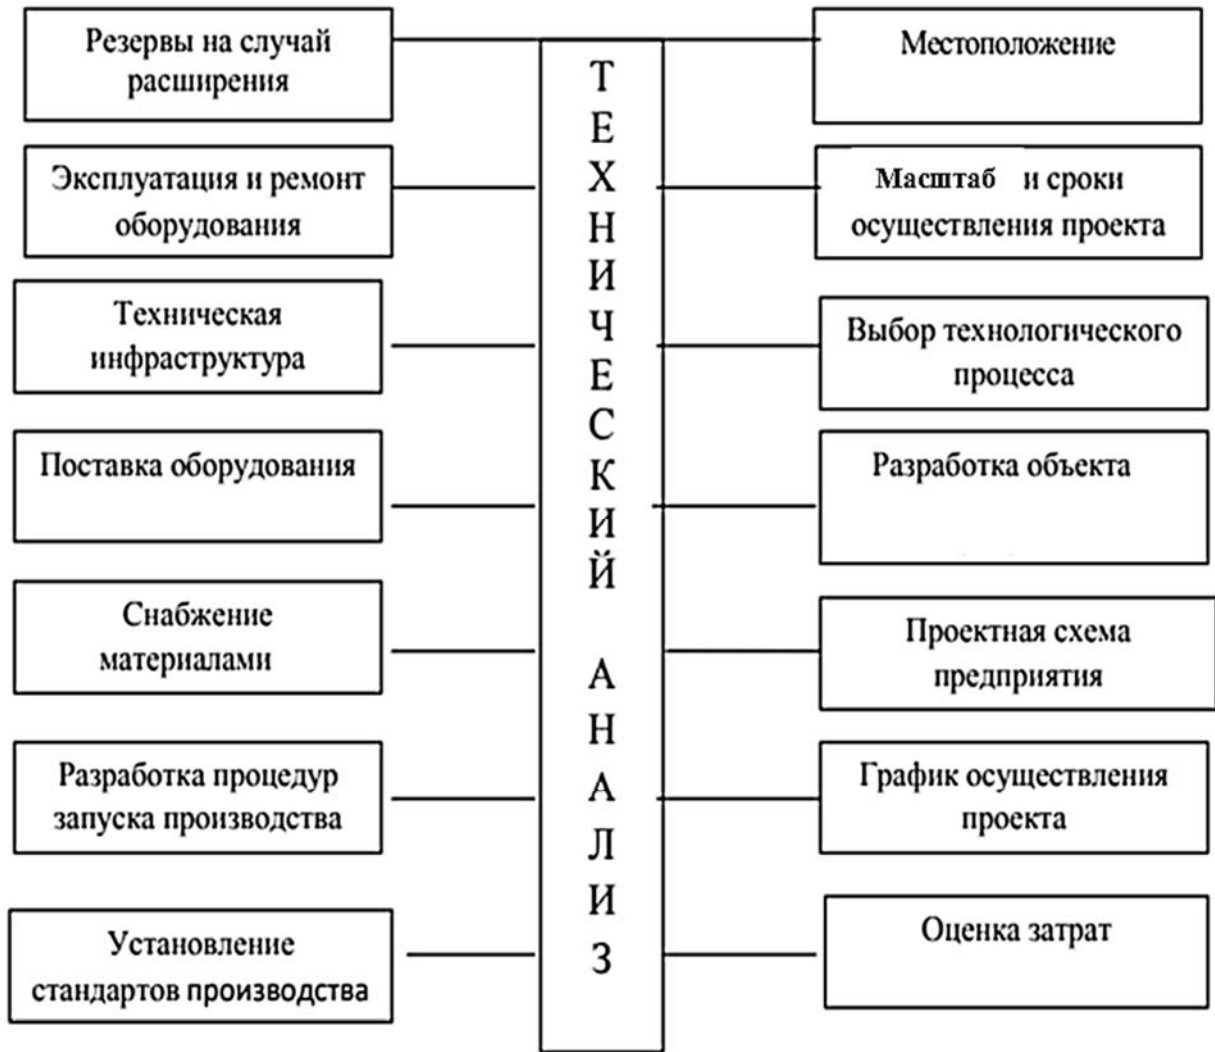 Резервы на случай
расширения
Эксплуатация и ремонт
оборудования
Техническая
инфраструктура
Поставка оборудования
Снабжение
материалами
Разработка процедур
запуска производства
Установление
стандартов производства
ТЕХНИЧЕСКИЙ АНАЛИЗ
Местоположение
Масштаб и сроки
осуществления проекта
Выбор технологического
процесса
Разработка объекта
Проектная схема
предприятия
График осуществления
проекта
Оценка затрат